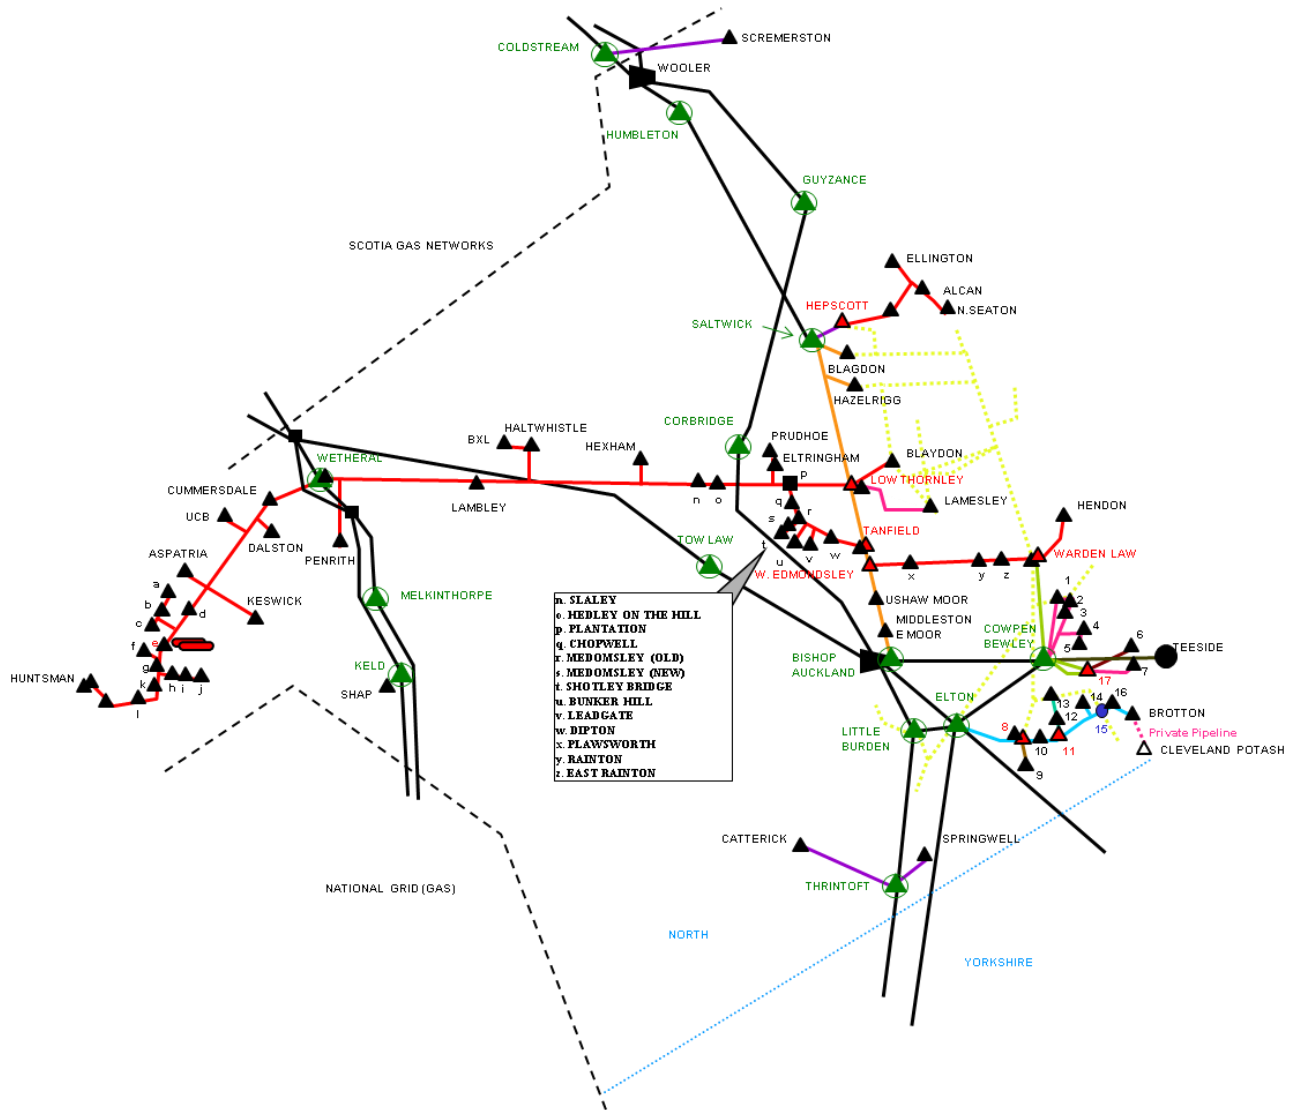 COLDSTREAM
SCREMERSTON
WOOLER
HUMBLETON
GUYZANCE
SCOTIA GAS NETWORKS
ELLINGTON
ALCAN
HEPSCOTT
N.SEATON
SALTWICK
BLAGDON
HAZELRIGG
CORBRIDGE
PRUDHOE
ELTRINGHAM
BXL
HALTWHISTLE
HEXHAM
BLAYDON
WETHERAL
p
LOW THORNLEY
CUMMERSDALE
LAMBLEY
n
o
q
LAMESLEY
HENDON
UCB
r
s
DALSTON
TANFIELD
TOW LAW
t
v
w
WARDEN LAW
ASPATRIA
PENRITH
u
W. EDMONDSLEY
x
y
z
a
1
b
KESWICK
MELKINTHORPE
n. SLALEY
o. HEDLEY ON THE HILL
p. PLANTATION
q. CHOPWELL
r. MEDOMSLEY (OLD)
s. MEDOMSLEY (NEW)
t. SHOTLEY BRIDGE
u. BUNKER HILL
v. LEADGATE
w. DIPTON
x. PLAWSWORTH
y. RAINTON
z. EAST RAINTON
USHAW MOOR
2
3
c
d
MIDDLESTONE MOOR
4
COWPEN
BEWLEY
5
6
TEESIDE
e
f
g
BISHOP
AUCKLAND
7
17
KELD
HUNTSMAN
k
h
i
j
SHAP
l
ELTON
14
16
13
BROTTON
12
LITTLE
BURDEN
8
15
Private Pipeline
10
11
CLEVELAND POTASH
9
CATTERICK
SPRINGWELL
THRINTOFT
NATIONAL GRID (GAS)
NORTH
YORKSHIRE